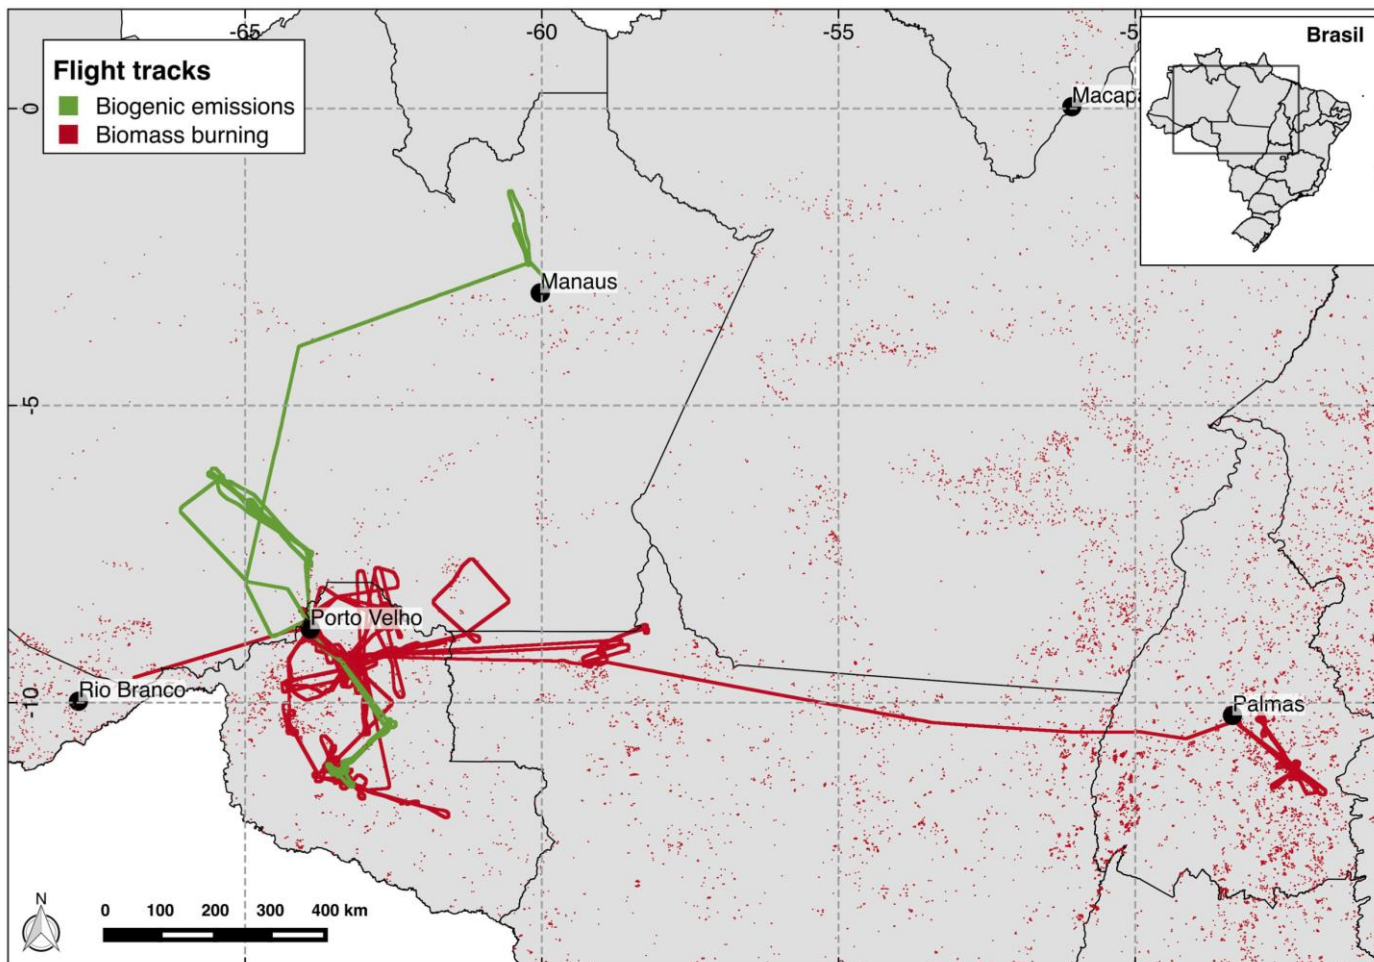 -65
-60
-55
-5
Brasil
Flight tracks
Biogenic emissions
Biomass burning
0
Macapá
Manaus
-5
Porto Velho
-10
Rio Branco
Palmas
N
0 100 200 300 400 km